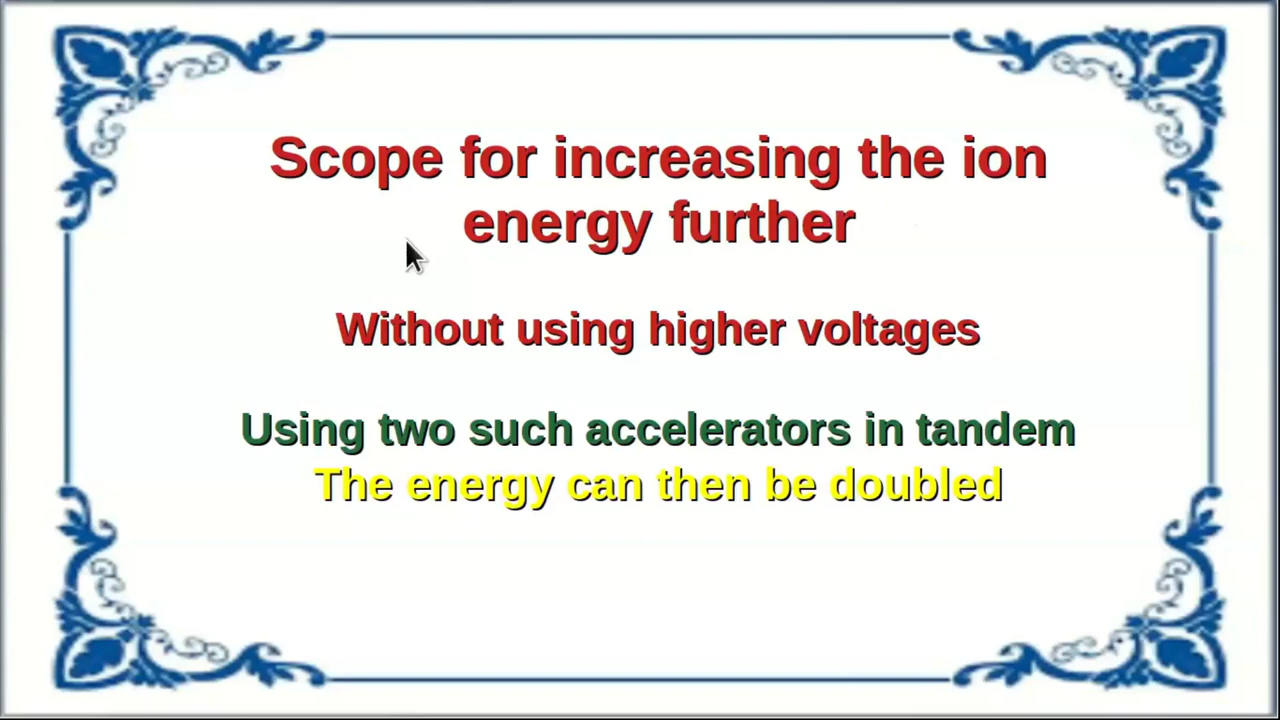 Scope for increasing the ion
energy further
Without using higher voltages
Using two such accelerators in tandem
The energy can then be doubled